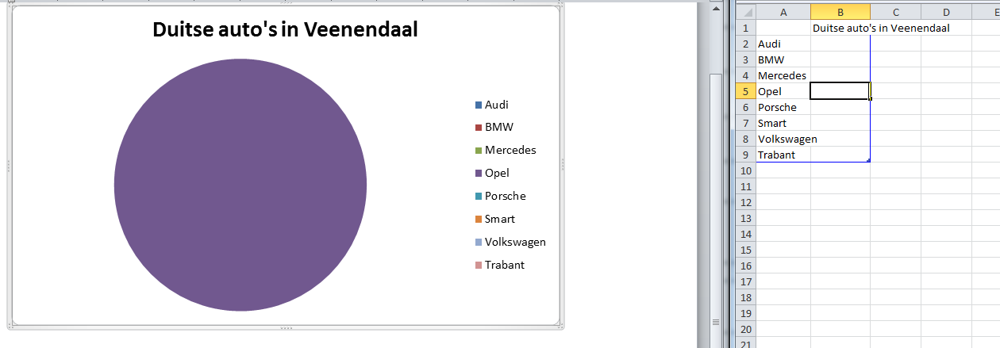 Duitse auto's in Veenendaal
Audi
BMW
Mercedes
Opel
Porsche
Smart
Volkswagen
Trabant
A B C D E
1 Duitse auto's in Veenendaal
2 Audi
3 BMW
4 Mercedes
5 Opel
6 Porsche
7 Smart
8 Volkswagen
9 Trabant
10
11
12
13
14
15
16
17
18
19
20
21